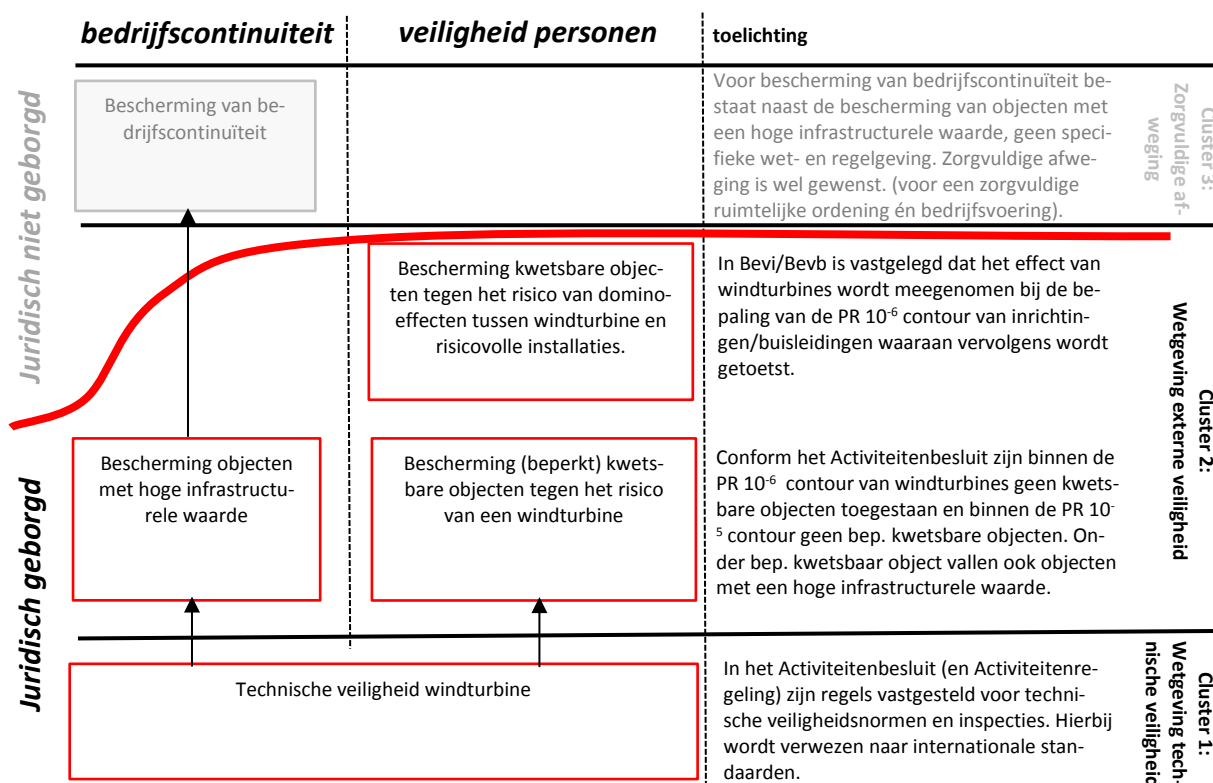 bedrijfscontinuiteit
veiligheid personen
toelichting
Juridisch niet geborgd
Bescherming van be-
drijfscontinuïteit
Voor bescherming van bedrijfscontinuïteit be-
staat naast de bescherming van objecten met
een hoge infrastructurele waarde, geen speci-
fieke wet- en regelgeving. Zorgvuldige afwe-
ging is wel gewenst. (voor een zorgvuldige
ruimtelijke ordening én bedrijfsvoering).
Cluster 3:
Zorgvuldige af-
weging
Bescherming kwetsbare objec-
ten tegen het risico van domino-
effecten tussen windturbine en
risicovolle installaties.
In Bevi/Bevb is vastgelegd dat het effect van
windturbines wordt meegenomen bij de be-
paling van de PR 10⁻⁶ contour van inrichtin-
gen/buisleidingen waaraan vervolgens wordt
getoetst.
Cluster 2:
Wetgeving externe veiligheid
Juridisch geborgd
Bescherming objecten
met hoge infrastructu-
rele waarde
Bescherming (beperkt) kwets-
bare objecten tegen het risico
van een windturbine
Conform het Activiteitenbesluit zijn binnen de
PR 10⁻⁶ contour van windturbines geen kwets-
bare objecten toegestaan en binnen de PR 10⁻
⁵ contour geen bep. kwetsbare objecten. On-
der bep. kwetsbaar object vallen ook objecten
met een hoge infrastructurele waarde.
Technische veiligheid windturbine
In het Activiteitenbesluit (en Activiteitenre-
geling) zijn regels vastgesteld voor techni-
sche veiligheidsnormen en inspecties. Hierbij
wordt verwezen naar internationale stan-
daarden.
Cluster 1:
Wetgeving tech-
nische veiligheid